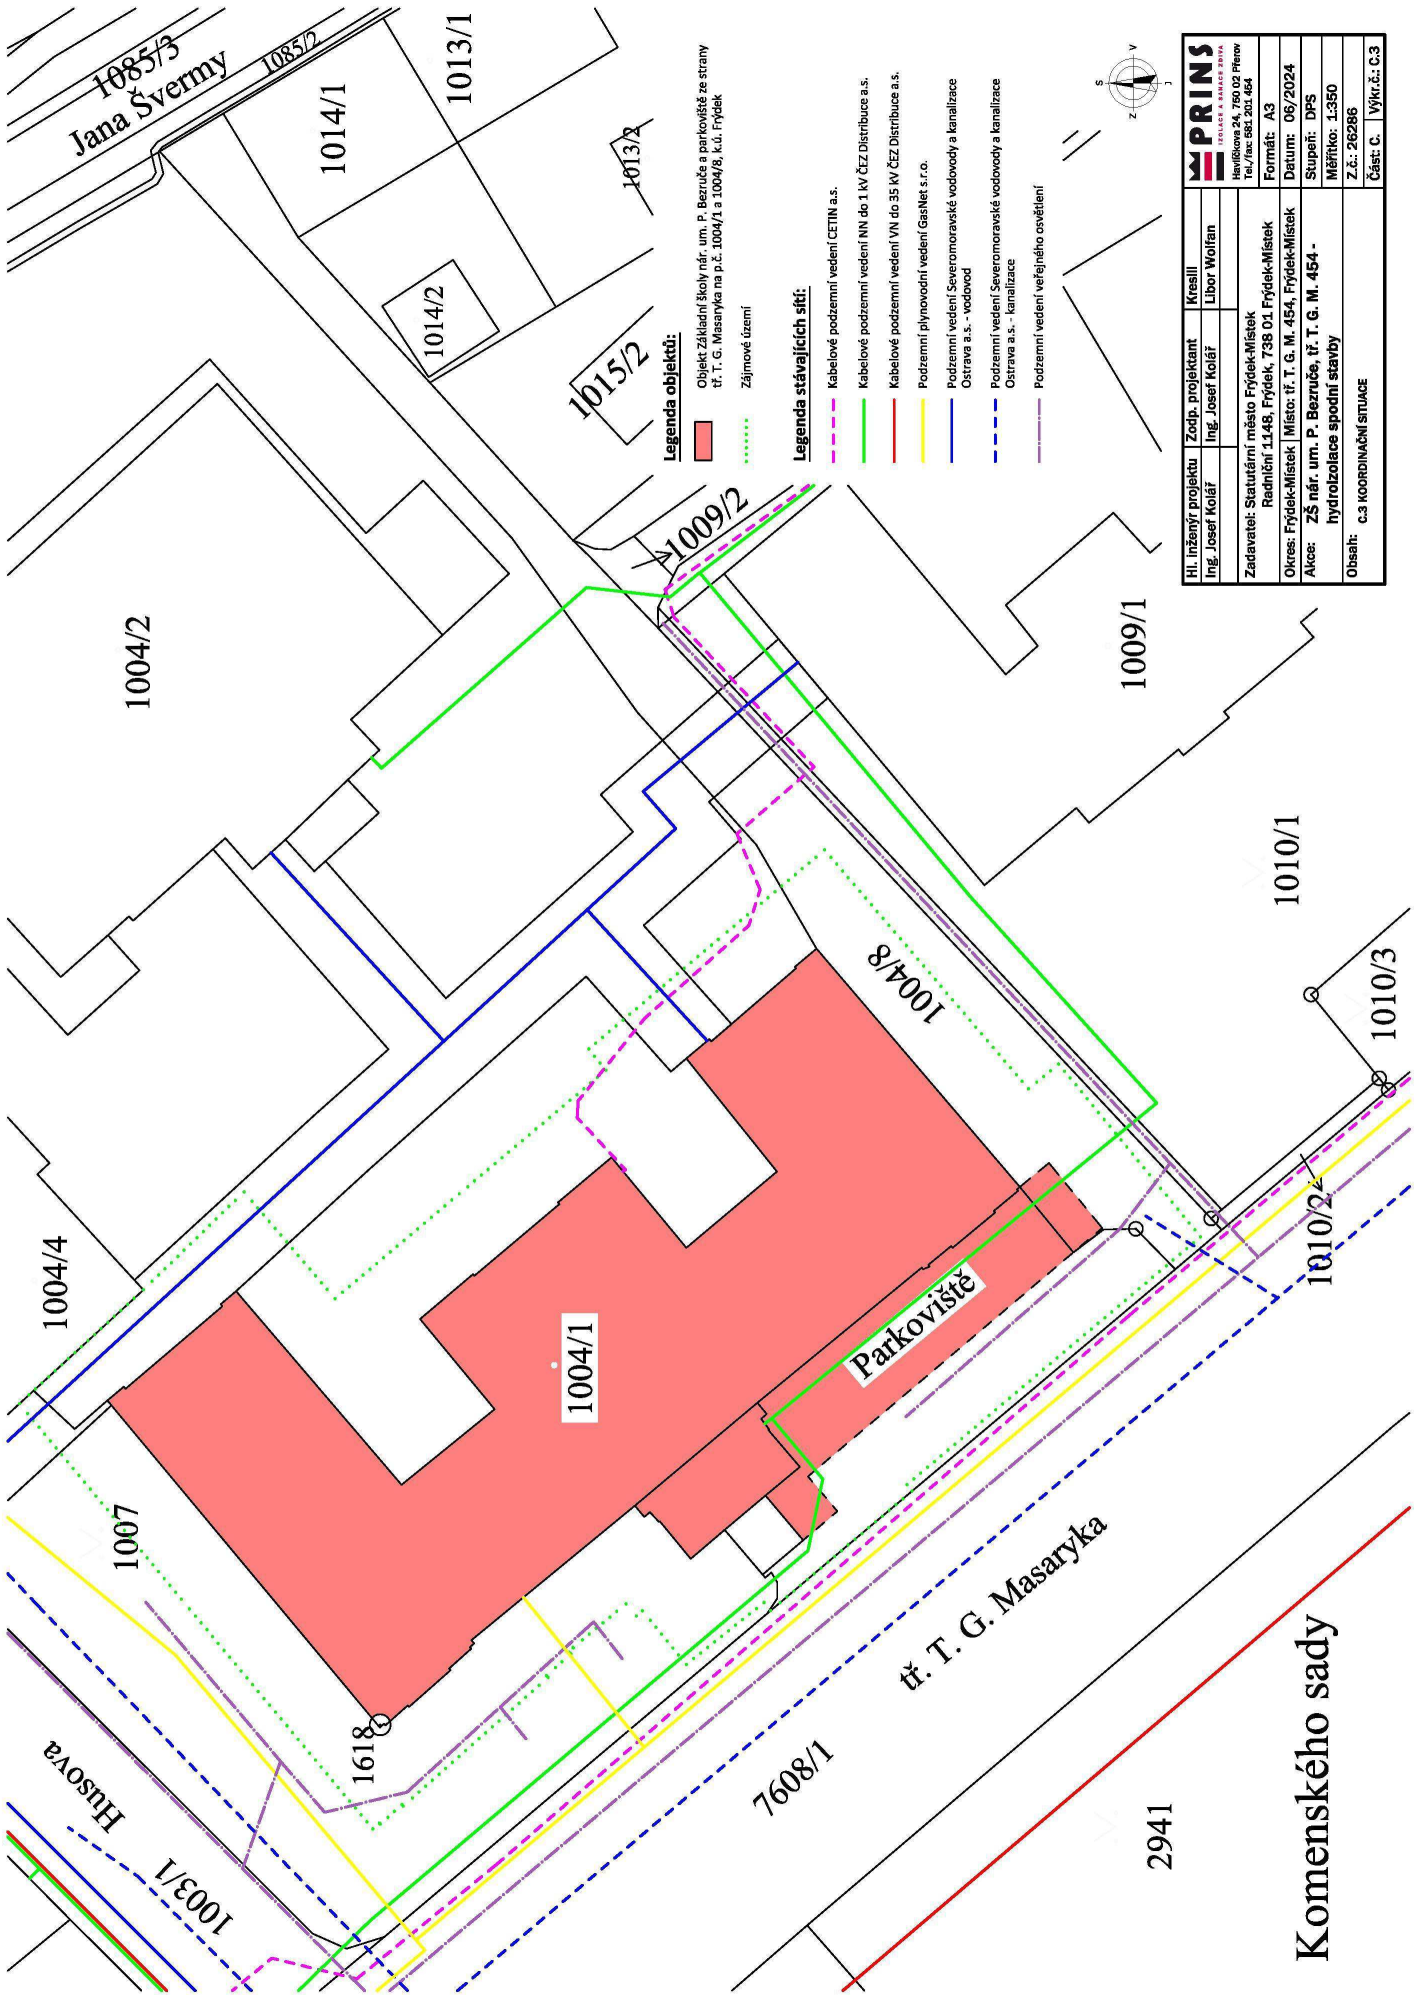 1085/3
Jana Švermy
1085/2
1014/1
1013/1
1013/2
1014/2
1015/2
1004/2
1009/2
1009/1
1010/1
1010/3
1010/2
1004/8
1004/4
1004/1
Parkoviště
1007
1618
Husova
1003/1
7608/1
tř. T. G. Masaryka
2941
Komenského sady
Legenda objektů:
Objekt Základní školy nár. um. P. Bezruče a parkoviště ze strany
tř. T. G. Masaryka na p.č. 1004/1 a 1004/8, k.ú. Frýdek
Zájmové území
Legenda stávajících sítí:
Kabelové podzemní vedení CETIN a.s.
Kabelové podzemní vedení NN do 1 kV ČEZ Distribuce a.s.
Kabelové podzemní vedení VN do 35 kV ČEZ Distribuce a.s.
Podzemní plynovodní vedení GasNet s.r.o.
Podzemní vedení Severomoravské vodovody a kanalizace
Ostrava a.s. - vodovod
Podzemní vedení Severomoravské vodovody a kanalizace
Ostrava a.s. - kanalizace
Podzemní vedení veřejného osvětlení
S
Z
V
J
Hl. inženýr projektu
Zodp. projektant
Kreslil
Ing. Josef Kolář
Ing. Josef Kolář
Libor Wolfan
PRINS
IZOLACE A SANACE ZDIVA
Havlíčkova 24, 750 02 Přerov
Tel./fax: 581 201 454
Zadavatel: Statutární město Frýdek-Místek
Radniční 1148, Frýdek, 738 01 Frýdek-Místek
Formát: A3
Okres: Frýdek-Místek
Místo: tř. T. G. M. 454, Frýdek-Místek
Datum: 06/2024
Akce: ZŠ nár. um. P. Bezruče, tř. T. G. M. 454 -
hydroizolace spodní stavby
Stupeň: DPS
Měřítko: 1:350
Obsah:
C.3 KOORDINAČNÍ SITUACE
Z.č.: 26286
Část: C.
Výkr.č.: C.3